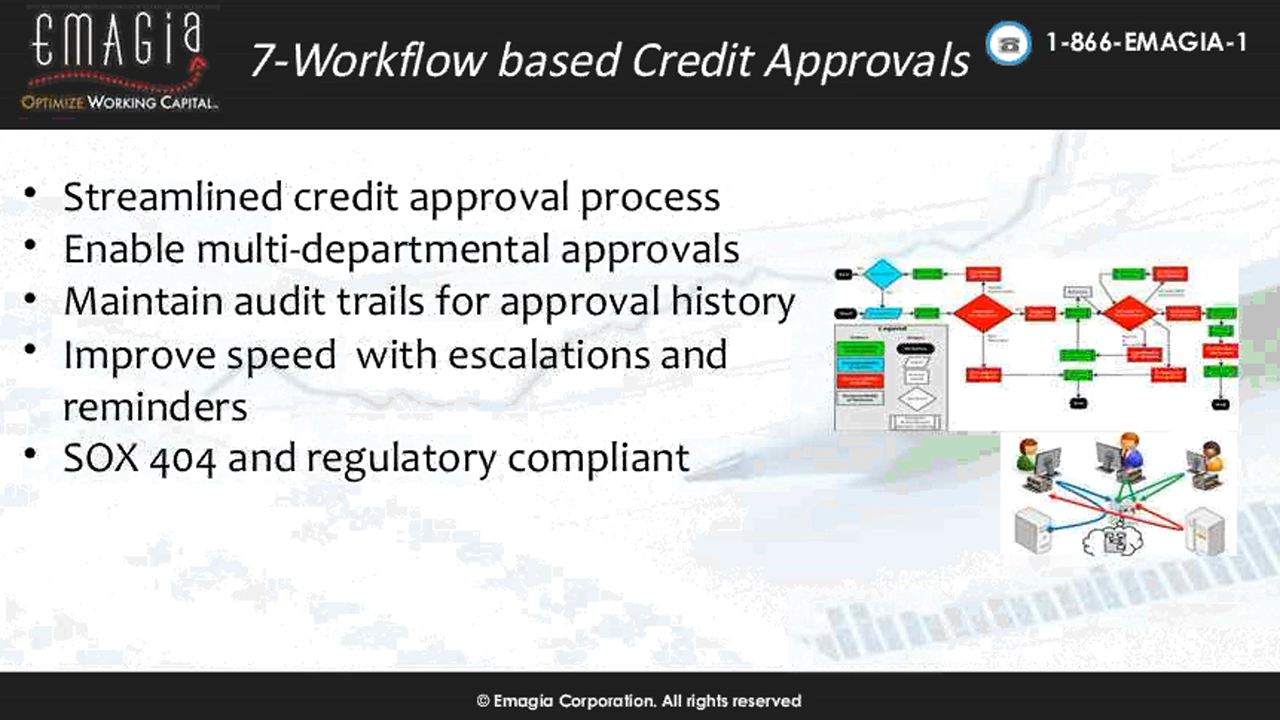 EMAGIA
OPTIMIZE WORKING CAPITAL
7-Workflow based Credit Approvals
1-866-EMAGIA-1
• Streamlined credit approval process
• Enable multi-departmental approvals
• Maintain audit trails for approval history
• Improve speed with escalations and
reminders
• SOX 404 and regulatory compliant
Legend
© Emagia Corporation. All rights reserved